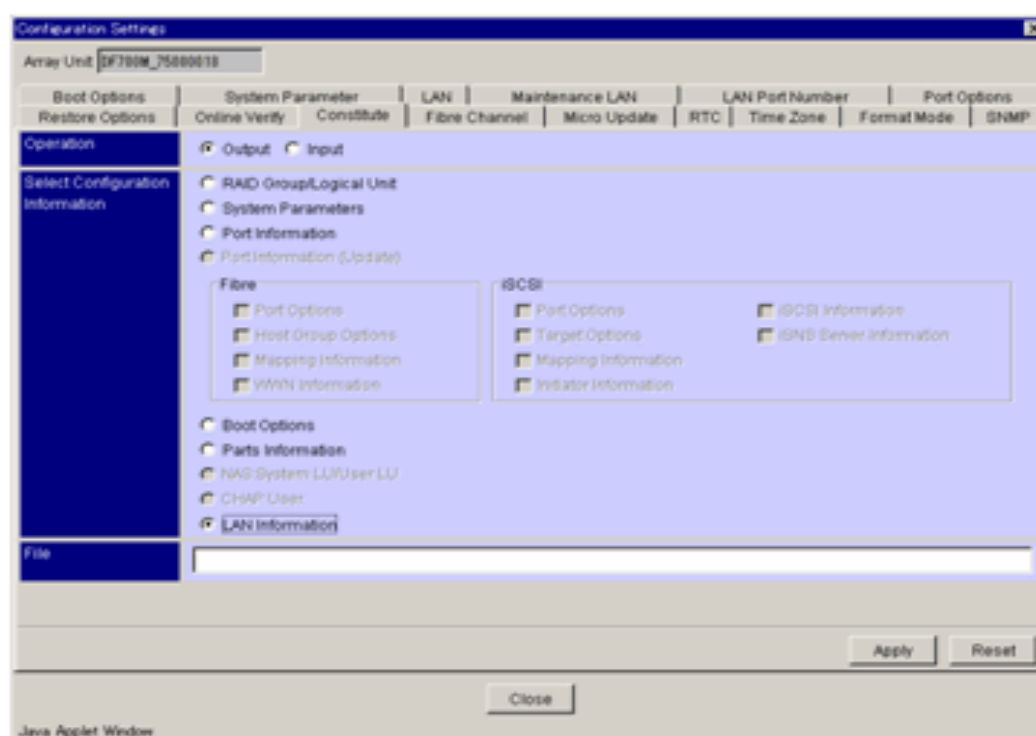 Configuration Settings
Array Unit DF700M_75000018
Boot Options System Parameter LAN Maintenance LAN LAN Port Number Port Options
Restore Options Online Verify Constitute Fibre Channel Micro Update RTC Time Zone Format Mode SNMP
Operation Output Input
Select Configuration Information
RAID Group/Logical Unit
System Parameters
Port Information
Port Information (Update)
Fibre
Port Options
Host Group Options
Mapping Information
WWN Information
iSCSI
Port Options iSCSI Information
Target Options iSNS Server Information
Mapping Information
Initiator Information
Boot Options
Parts Information
NAS System LU/User LU
CHAP User
LAN Information
File
Apply Reset
Close
Java Applet Window